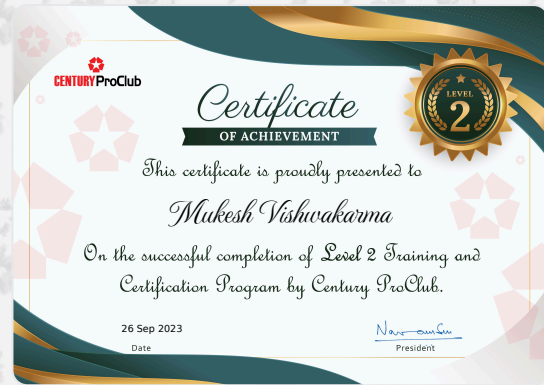 CENTURY ProClub
Certificate
OF ACHIEVEMENT
LEVEL
2
This certificate is proudly presented to
Mukesh Vishwakarma
On the successful completion of Level 2 Training and
Certification Program by Century ProClub.
26 Sep 2023
Date
President